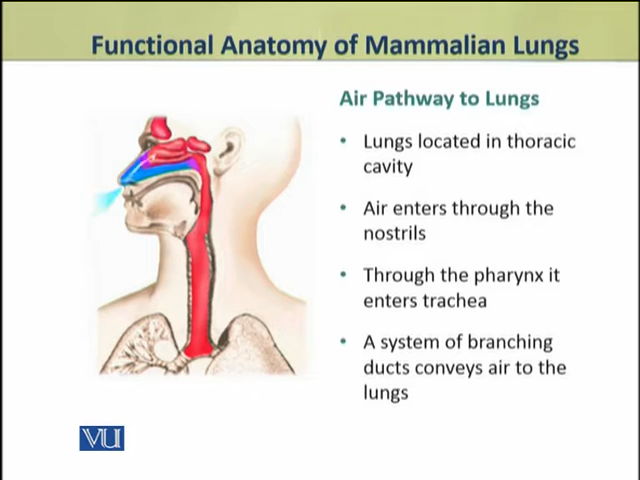 Functional Anatomy of Mammalian Lungs
Air Pathway to Lungs
• Lungs located in thoracic
cavity
• Air enters through the
nostrils
• Through the pharynx it
enters trachea
• A system of branching
ducts conveys air to the
lungs
VU